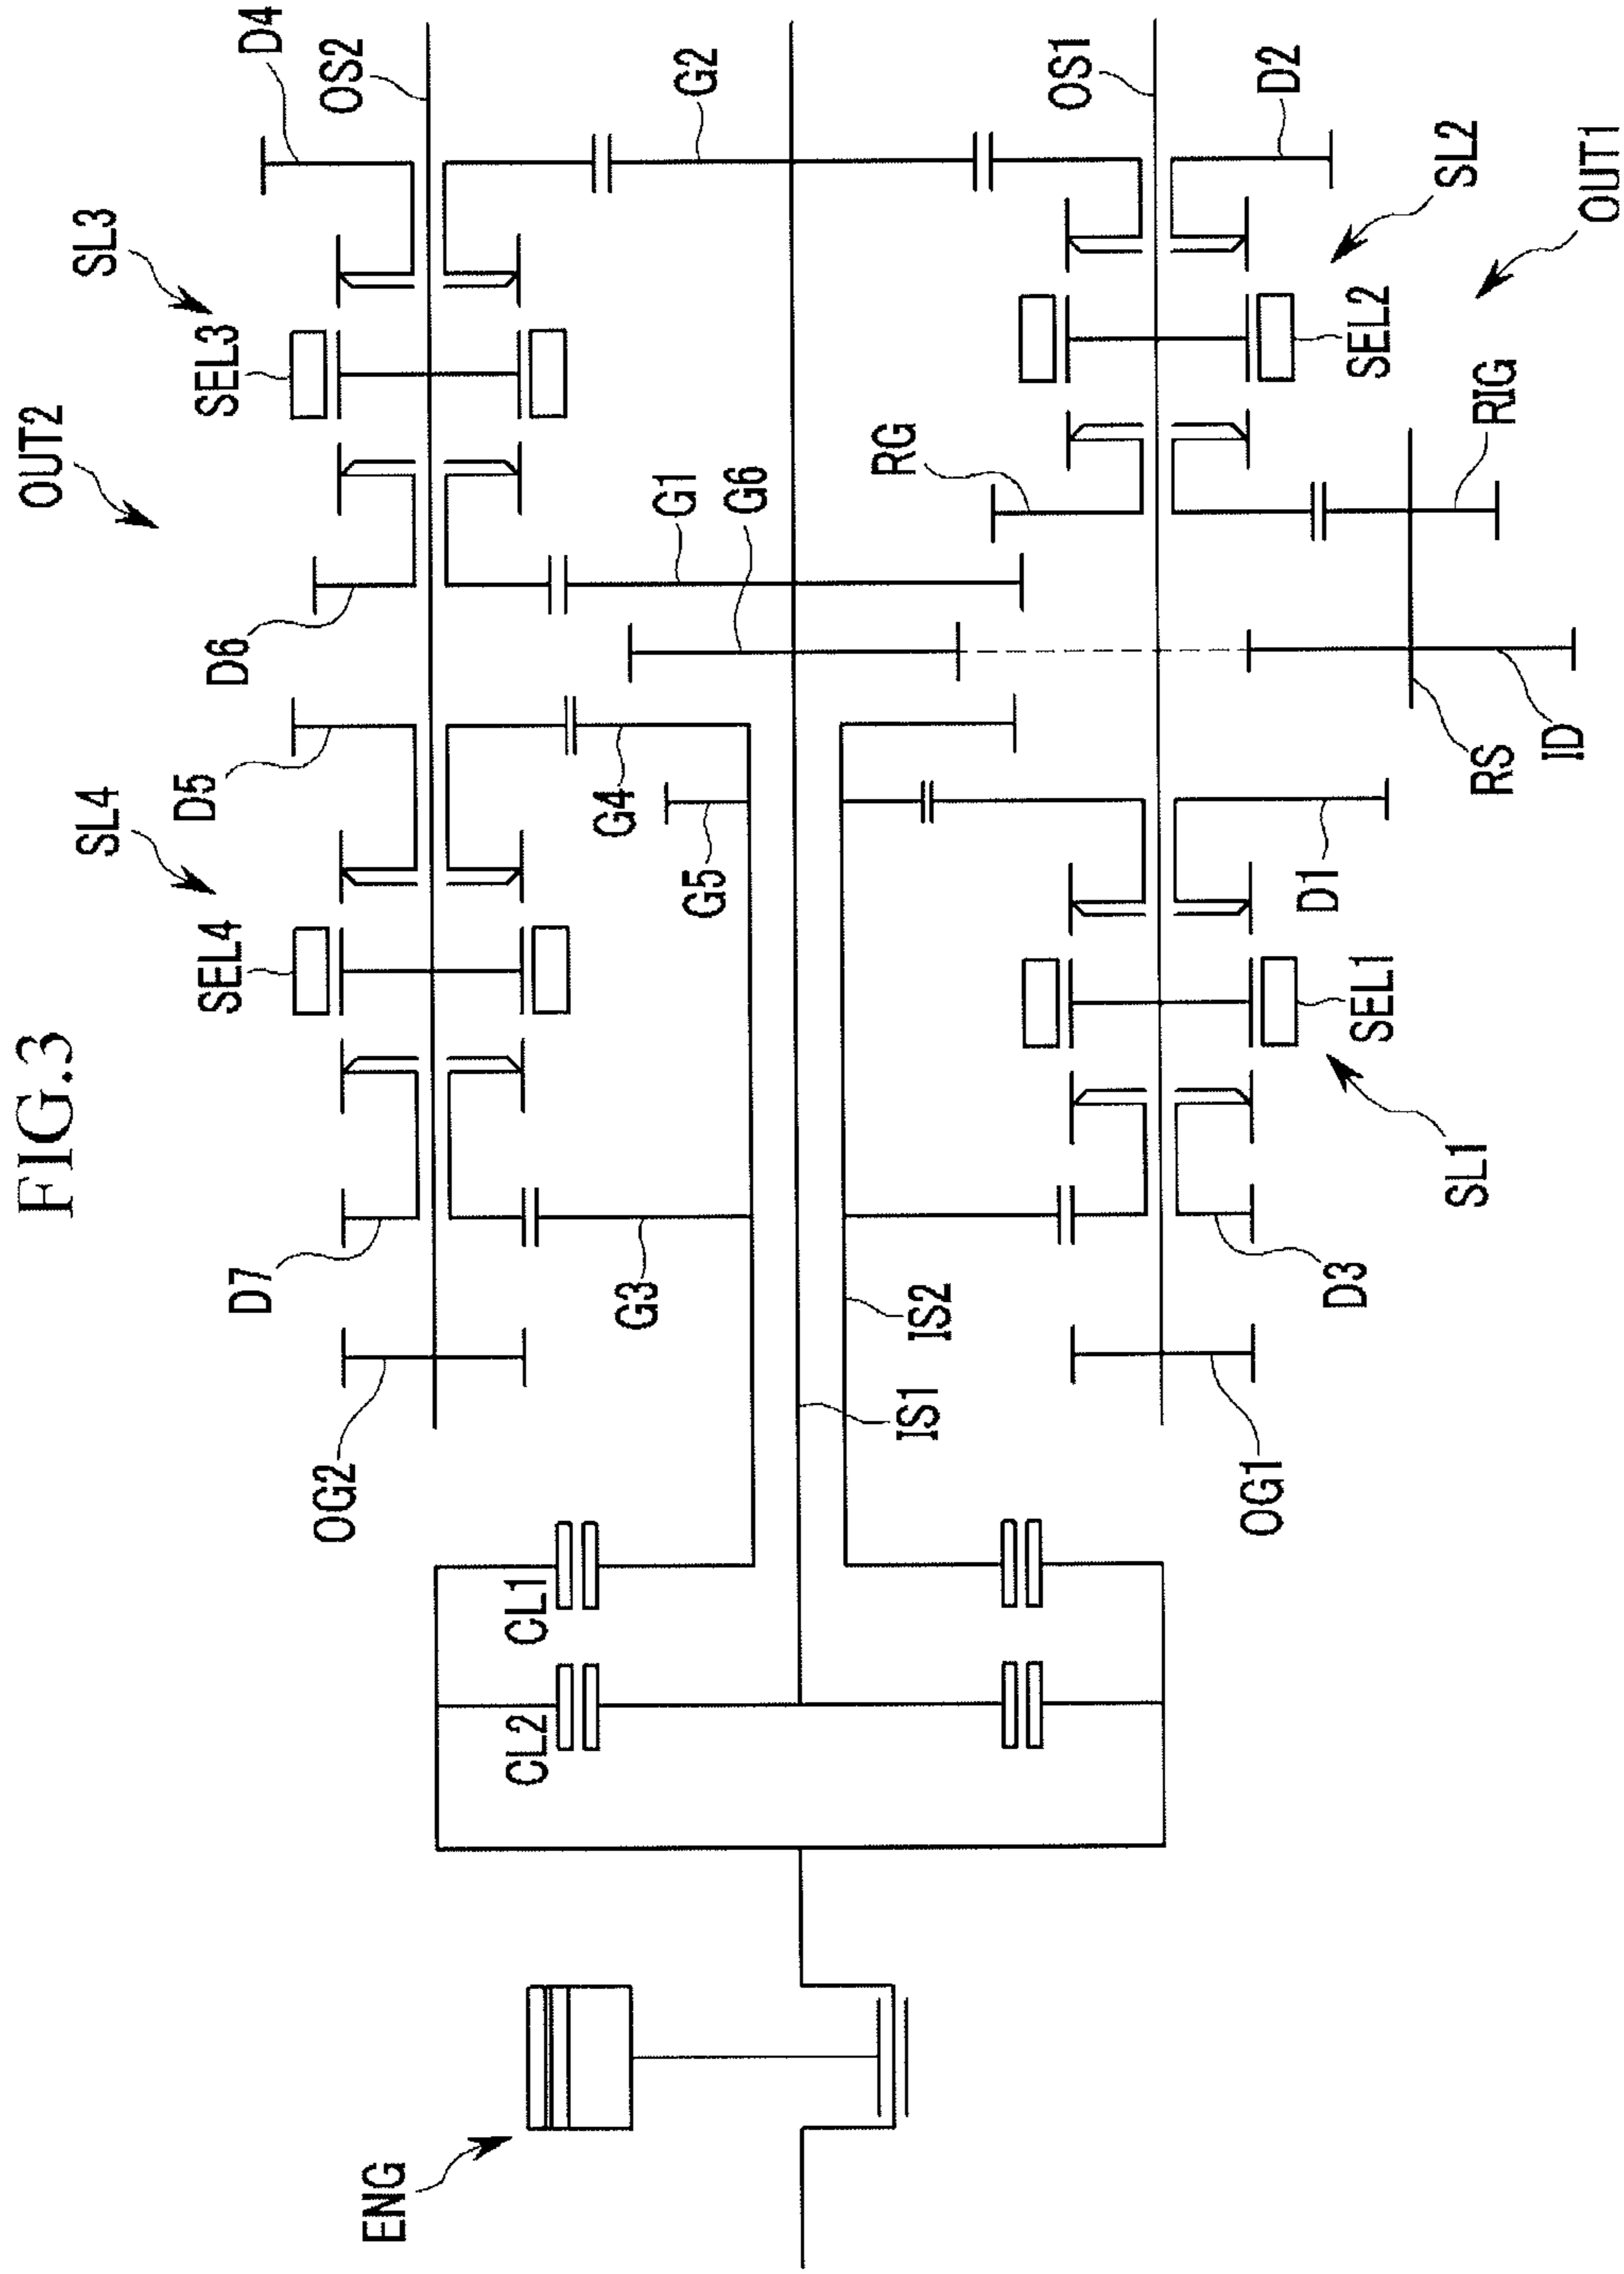 FIG.3
OUT2
SL4
SL3
D7
SEL4
D5
D6
SEL3
D4
OG2
OS2
ENG
CL2
CL1
G3
G4
G5
G1
G6
G2
IS1
IS2
RG
OS1
OG1
D3
SEL1
D1
SL1
RS
ID
SEL2
RIG
D2
SL2
OUT1